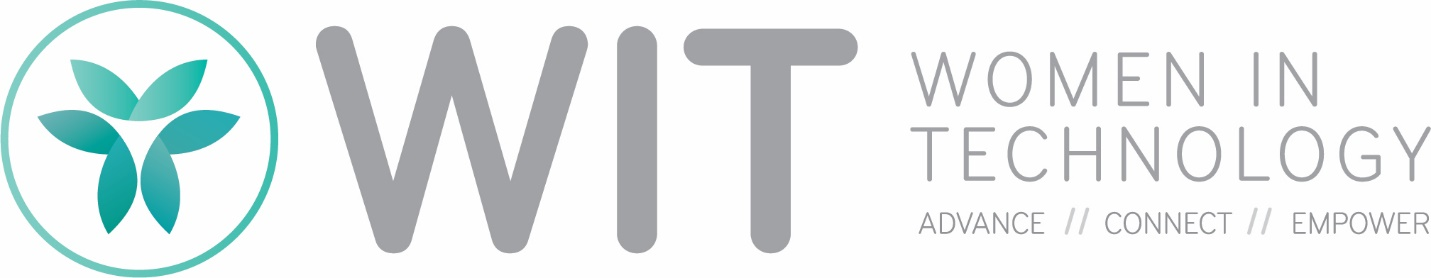 WIT
WOMEN IN
TECHNOLOGY
ADVANCE // CONNECT // EMPOWER